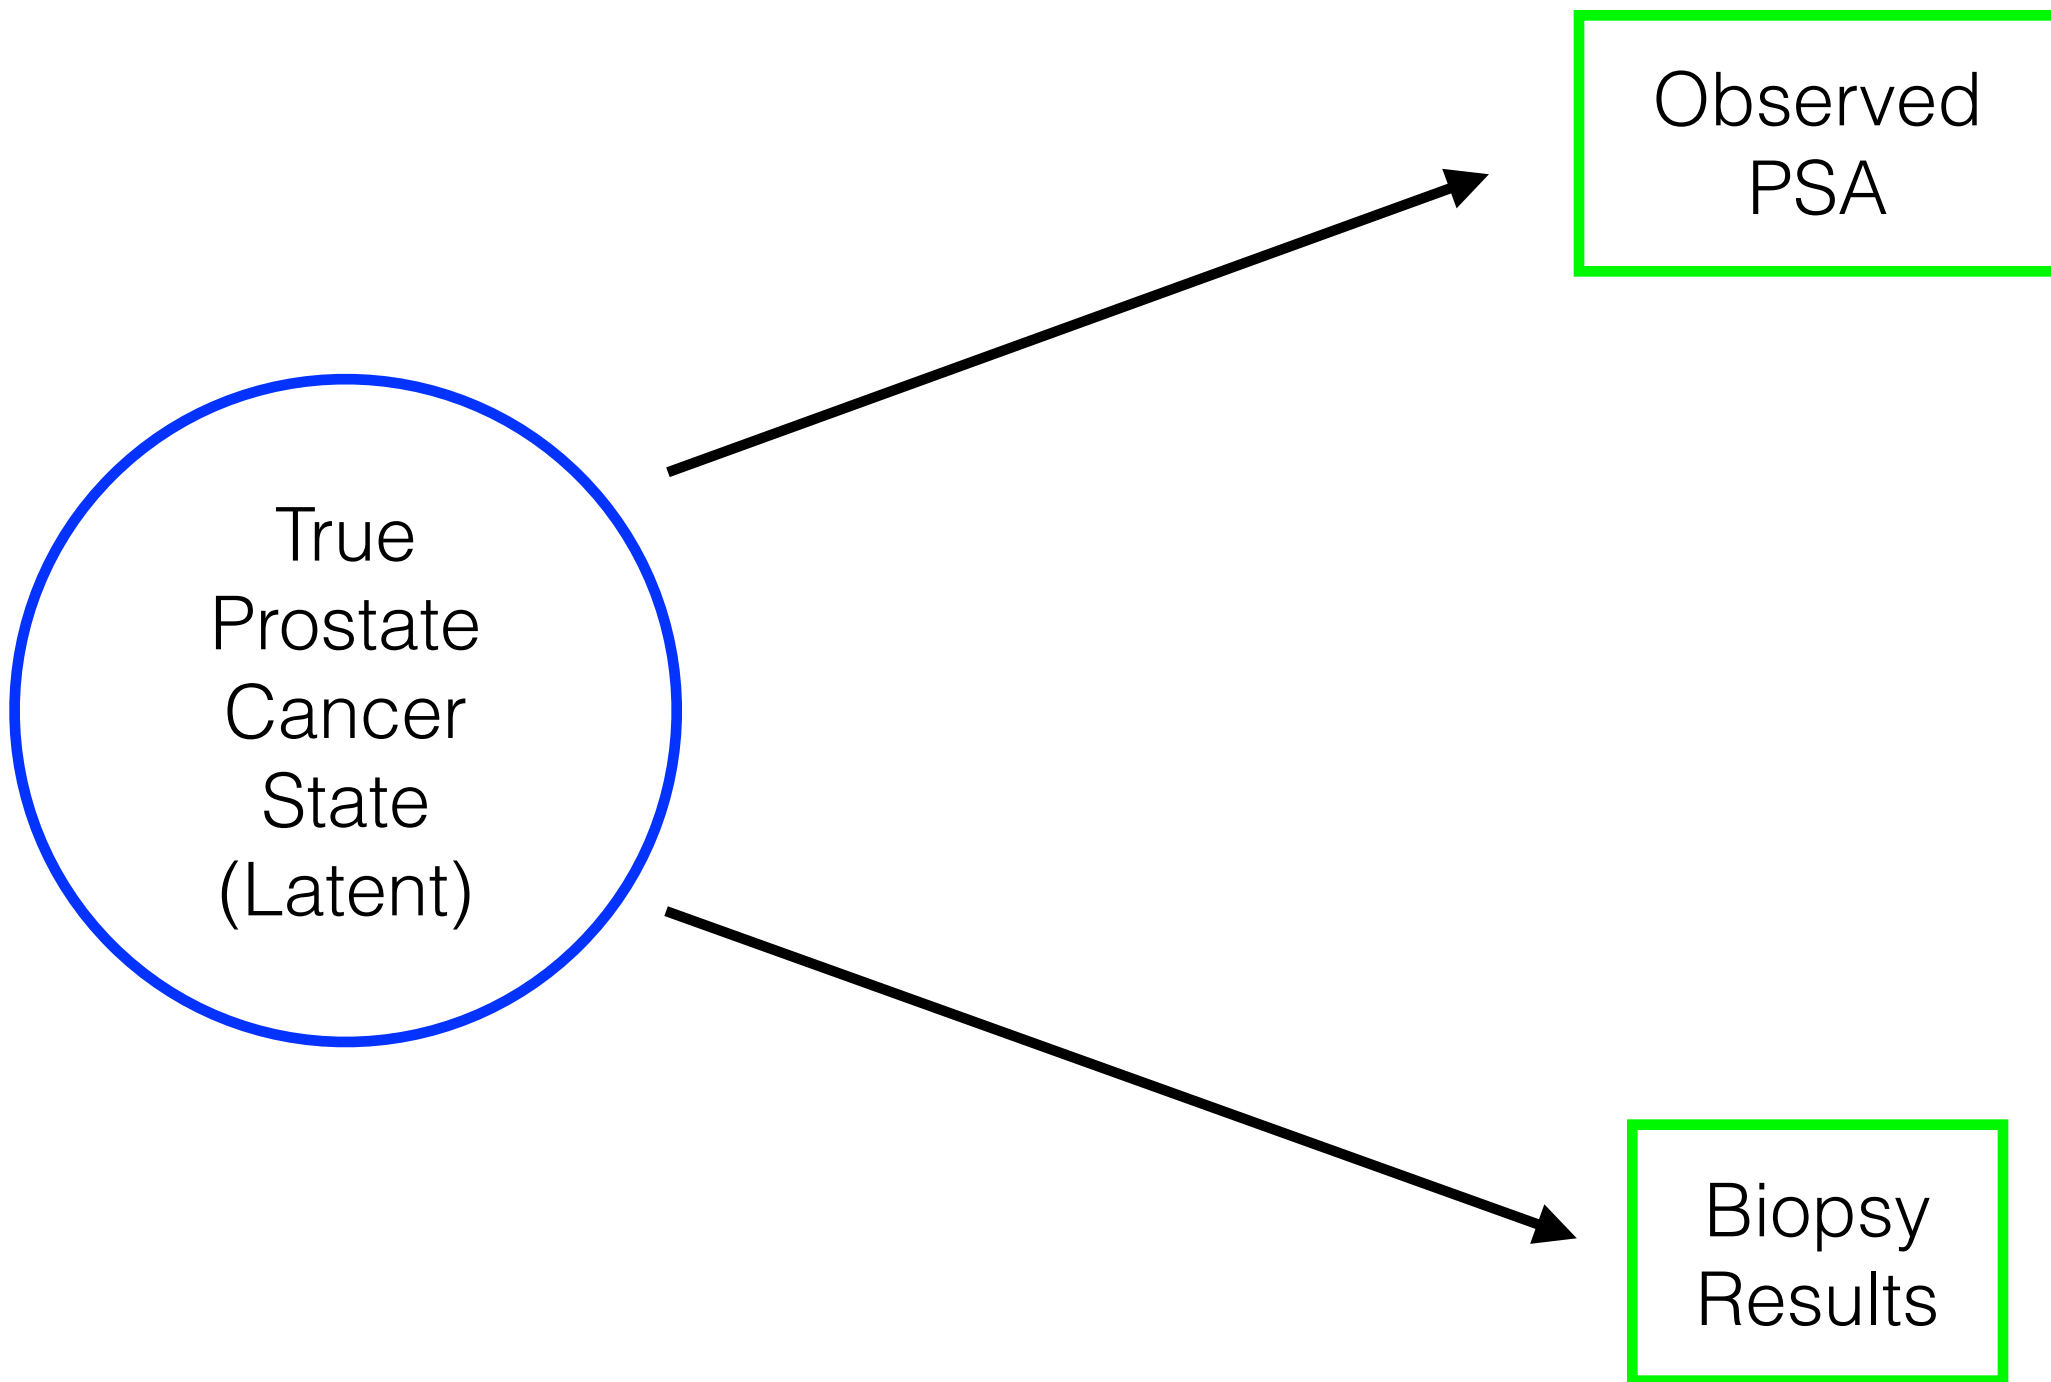 Observed
PSA
True
Prostate
Cancer
State
(Latent)
Biopsy
Results